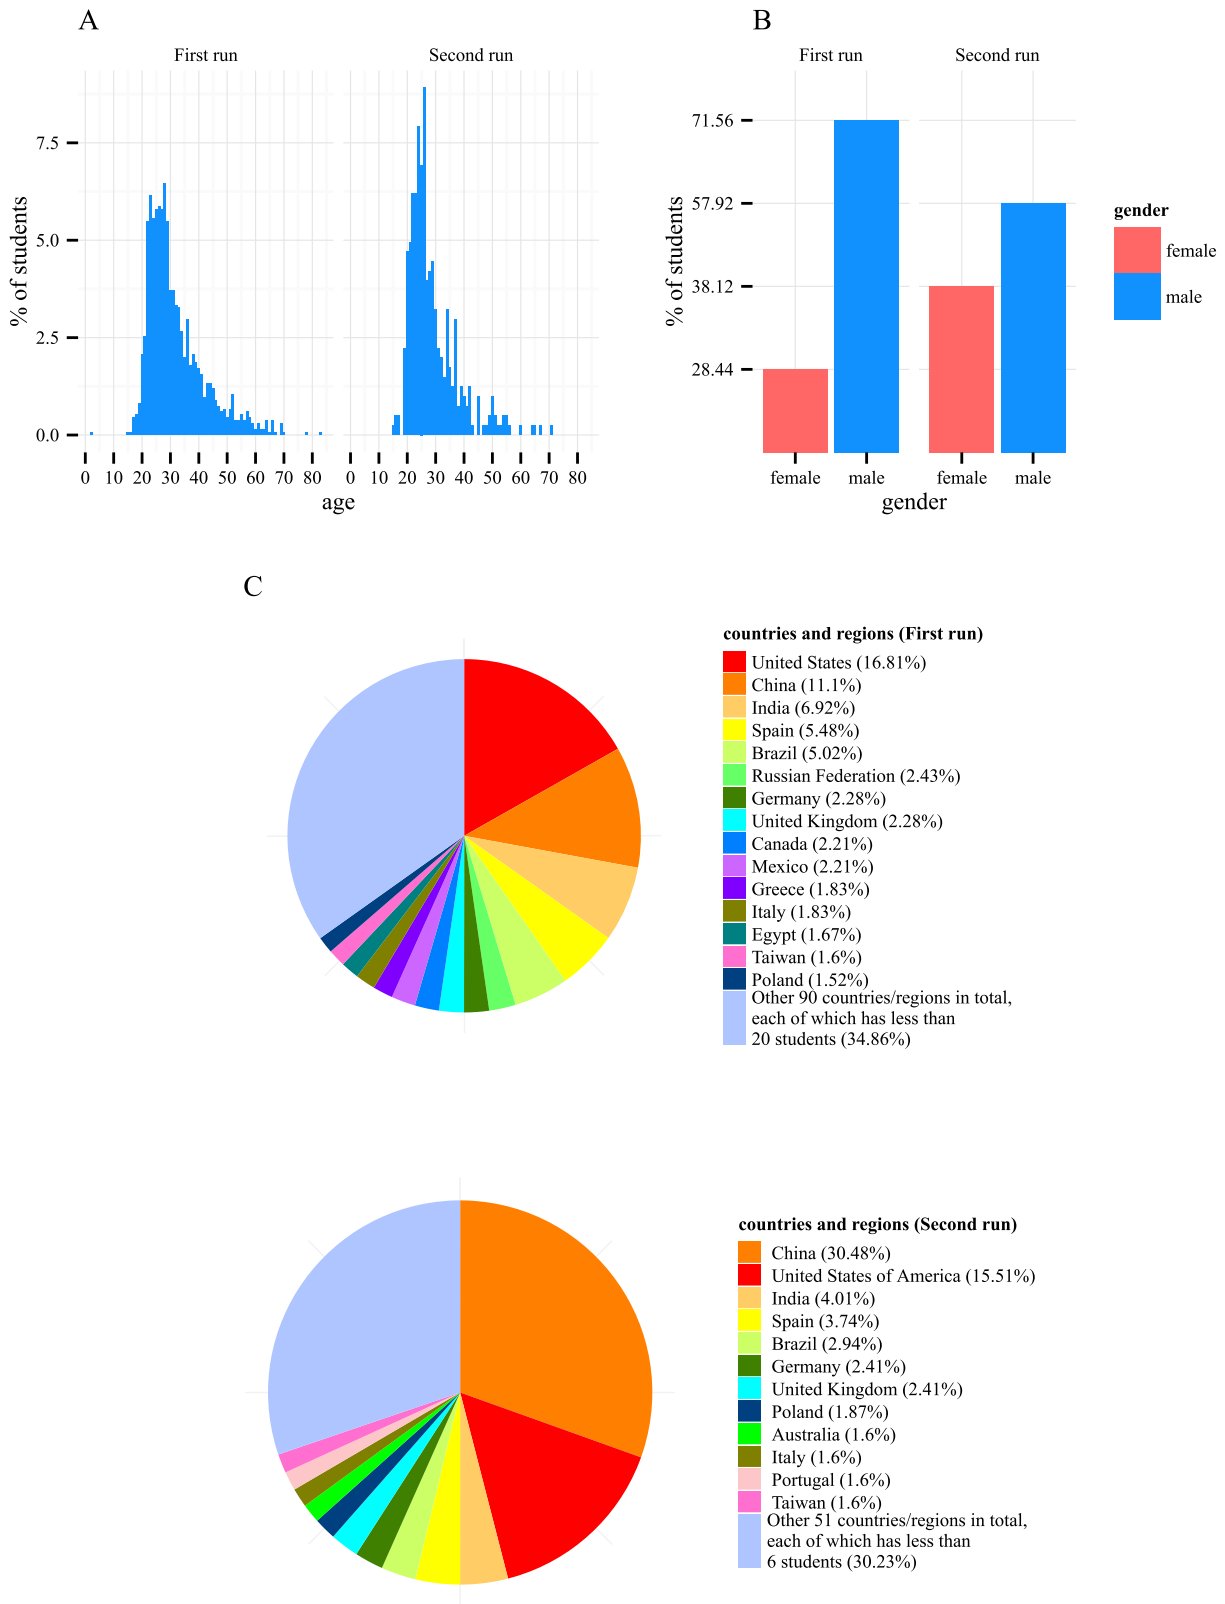 A
First run
Second run
7.5
5.0
2.5
0.0
% of students
0 10 20 30 40 50 60 70 80
0 10 20 30 40 50 60 70 80
age
B
First run
Second run
71.56
57.92
38.12
28.44
% of students
female male
female male
gender
gender
female
male
C
countries and regions (First run)
United States (16.81%)
China (11.1%)
India (6.92%)
Spain (5.48%)
Brazil (5.02%)
Russian Federation (2.43%)
Germany (2.28%)
United Kingdom (2.28%)
Canada (2.21%)
Mexico (2.21%)
Greece (1.83%)
Italy (1.83%)
Egypt (1.67%)
Taiwan (1.6%)
Poland (1.52%)
Other 90 countries/regions in total,
each of which has less than
20 students (34.86%)
countries and regions (Second run)
China (30.48%)
United States of America (15.51%)
India (4.01%)
Spain (3.74%)
Brazil (2.94%)
Germany (2.41%)
United Kingdom (2.41%)
Poland (1.87%)
Australia (1.6%)
Italy (1.6%)
Portugal (1.6%)
Taiwan (1.6%)
Other 51 countries/regions in total,
each of which has less than
6 students (30.23%)